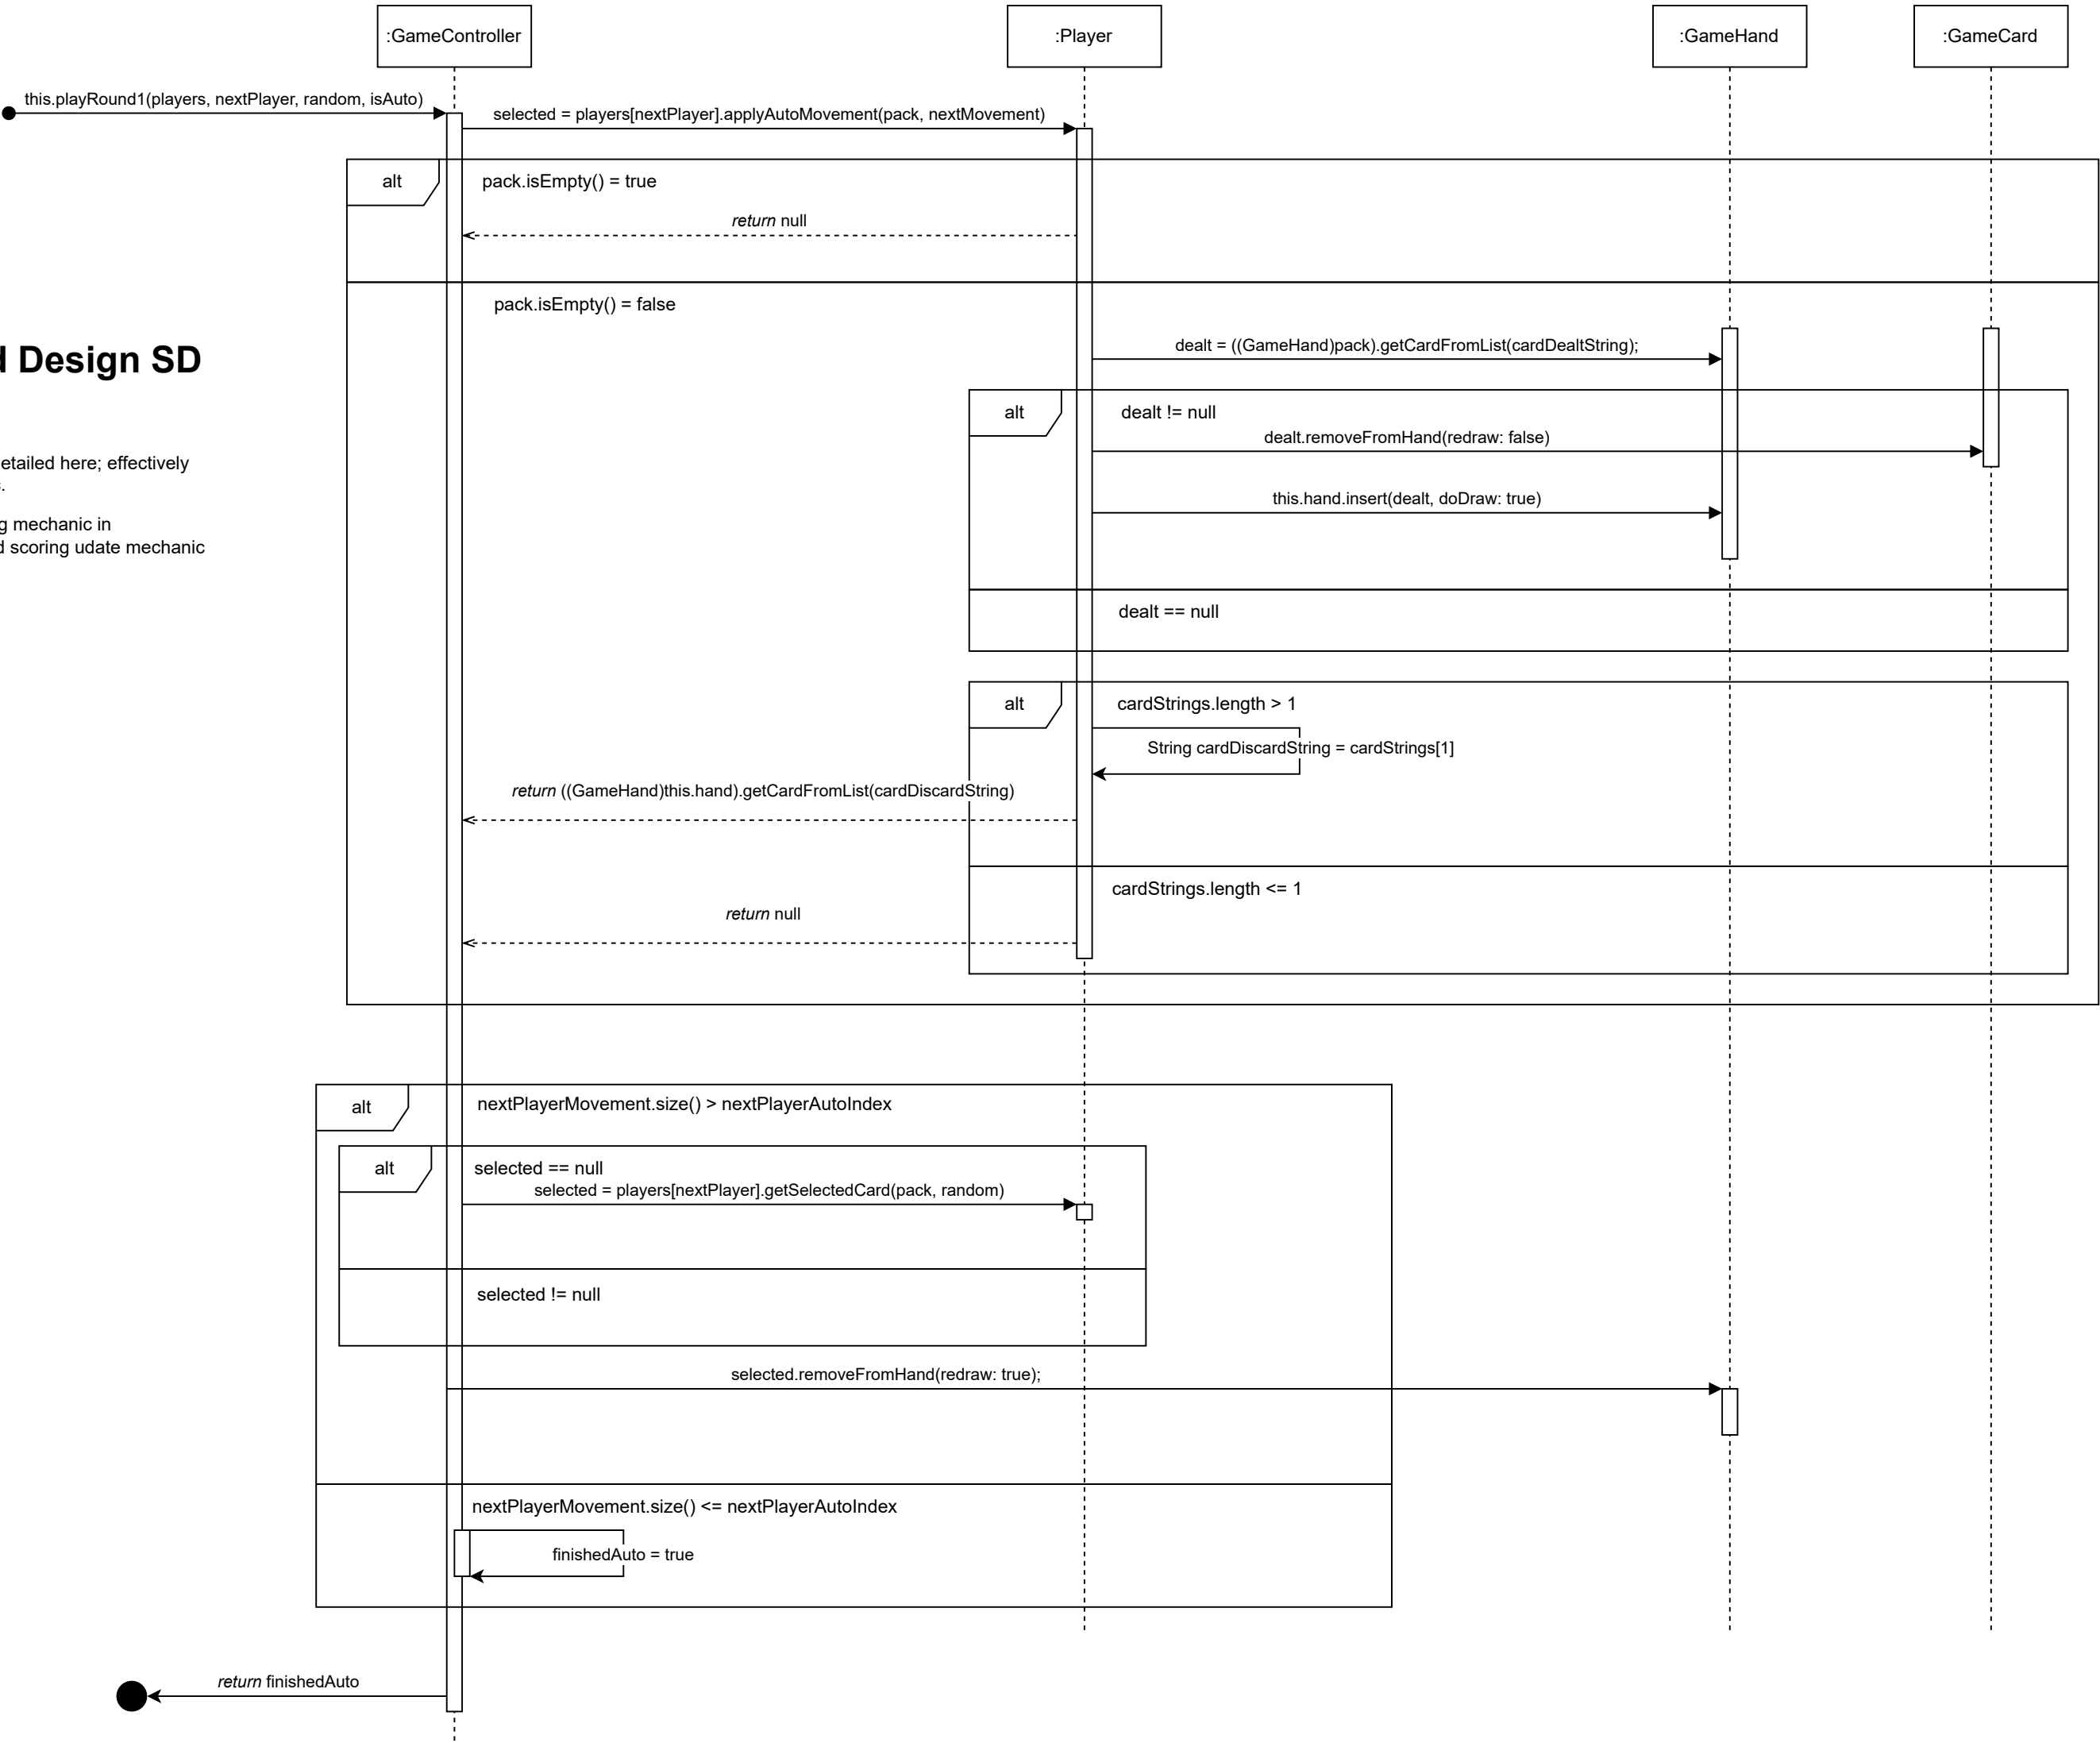 :GameController
:Player
:GameHand
:GameCard
this.playRound1(players, nextPlayer, random, isAuto)
selected = players[nextPlayer].applyAutoMovement(pack, nextMovement)
alt
pack.isEmpty() = true
return null
pack.isEmpty() = false
dealt = ((GameHand)pack).getCardFromList(cardDealtString);
Design SD
alt
dealt != null
dealt.removeFromHand(redraw: false)
etailed here; effectively
this.hand.insert(dealt, doDraw: true)
g mechanic in
d scoring udate mechanic
dealt == null
alt
cardStrings.length > 1
String cardDiscardString = cardStrings[1]
return ((GameHand)this.hand).getCardFromList(cardDiscardString)
cardStrings.length <= 1
return null
alt
nextPlayerMovement.size() > nextPlayerAutoIndex
alt
selected == null
selected = players[nextPlayer].getSelectedCard(pack, random)
selected != null
selected.removeFromHand(redraw: true);
nextPlayerMovement.size() <= nextPlayerAutoIndex
finishedAuto = true
return finishedAuto